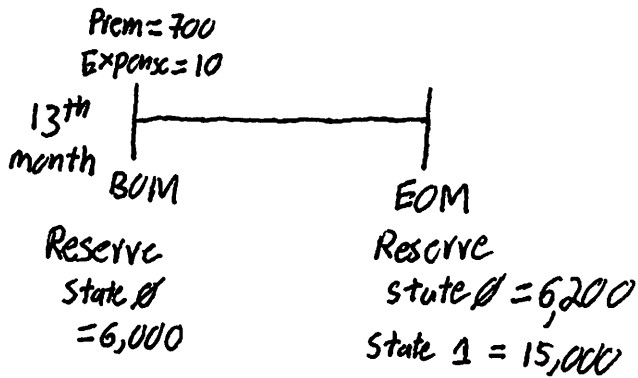 Prem=700
Expense=10
13th
month
BOM
EOM
Reserve
state 0
=6,000
Reserve
state 0 = 6,200
State 1 = 15,000